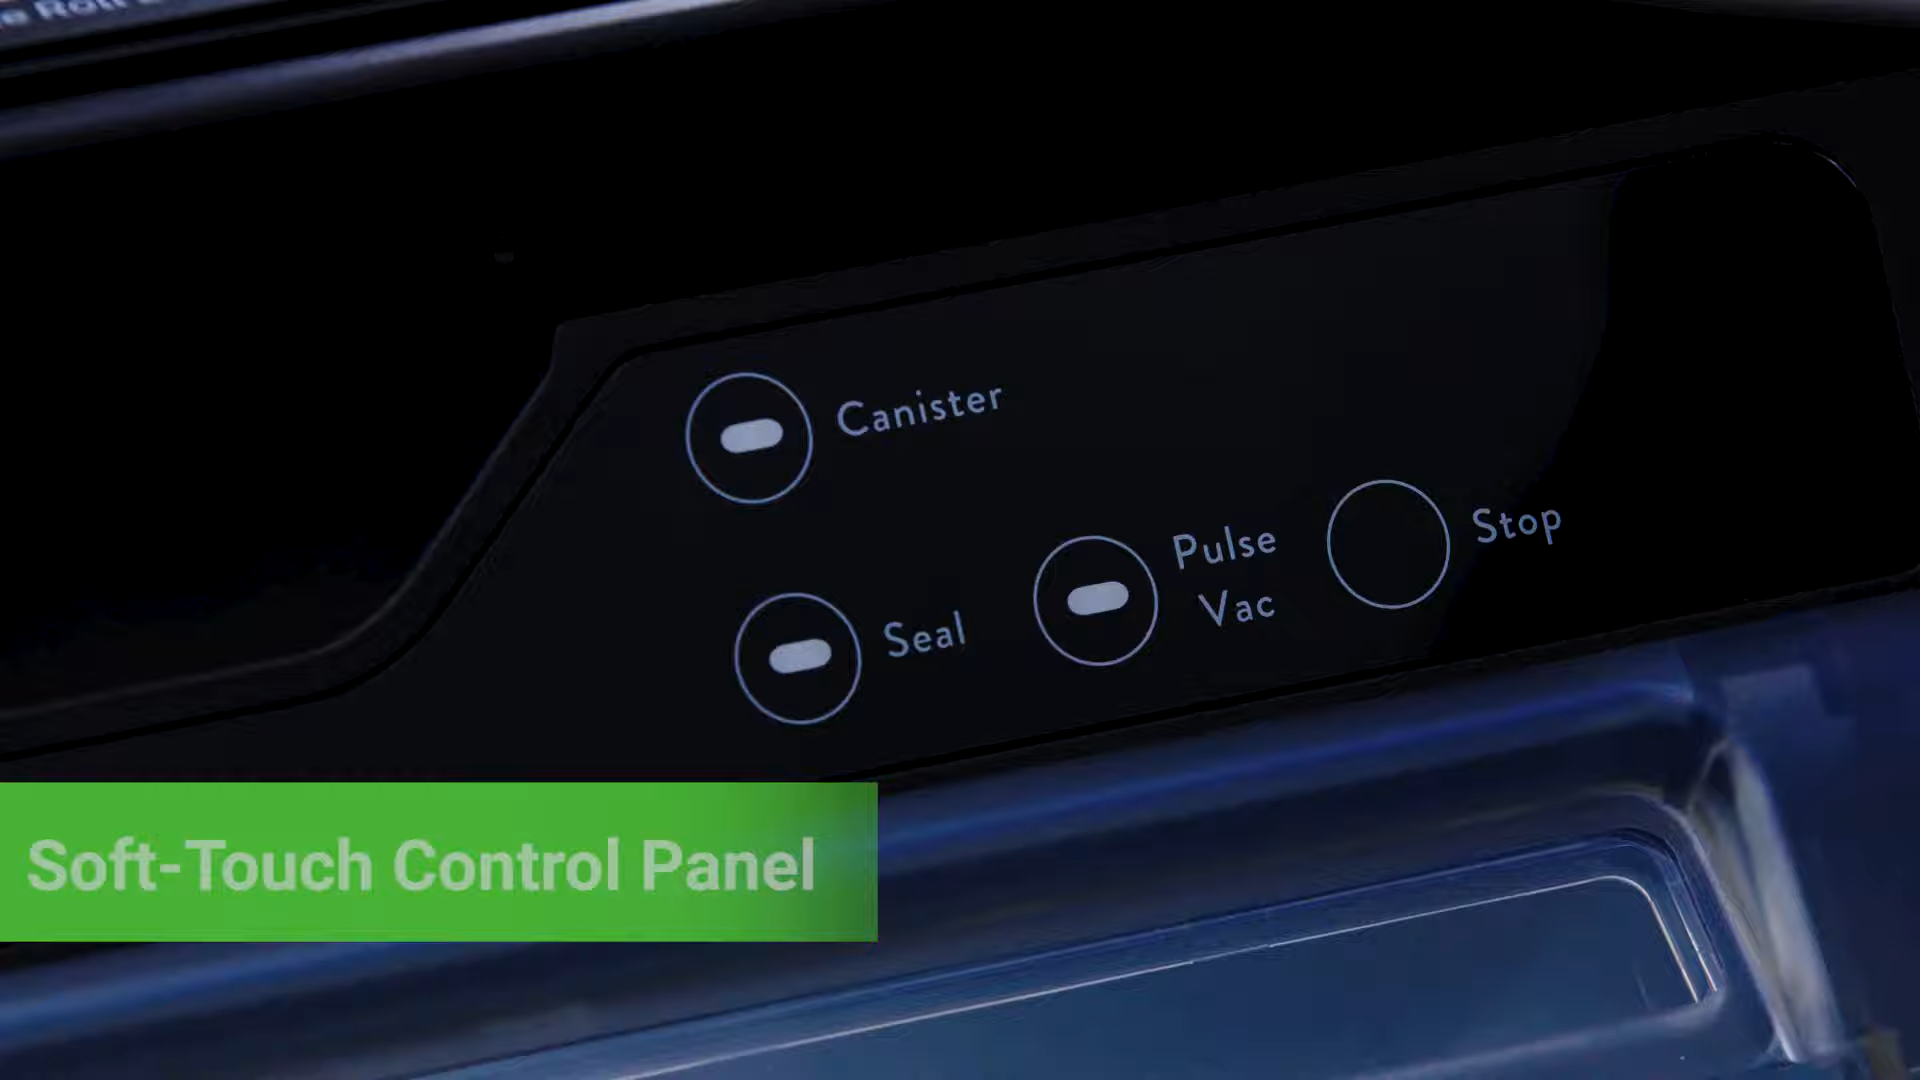 Canister
Pulse
Vac
Stop
Seal
Soft-Touch Control Panel